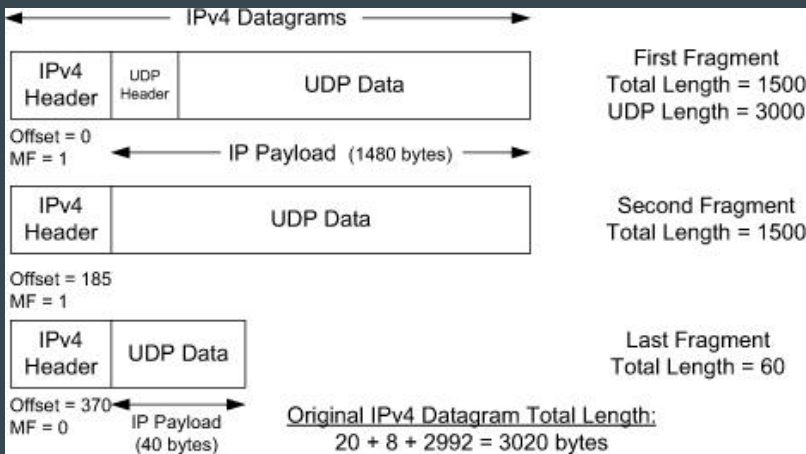 IPv4 Datagrams
IPv4
Header
UDP
Header
UDP Data
First Fragment
Total Length = 1500
UDP Length = 3000
Offset = 0
MF = 1
IP Payload (1480 bytes)
IPv4
Header
UDP Data
Second Fragment
Total Length = 1500
Offset = 185
MF = 1
IPv4
Header
UDP Data
Last Fragment
Total Length = 60
Offset = 370
MF = 0
IP Payload
(40 bytes)
Original IPv4 Datagram Total Length:
20 + 8 + 2992 = 3020 bytes